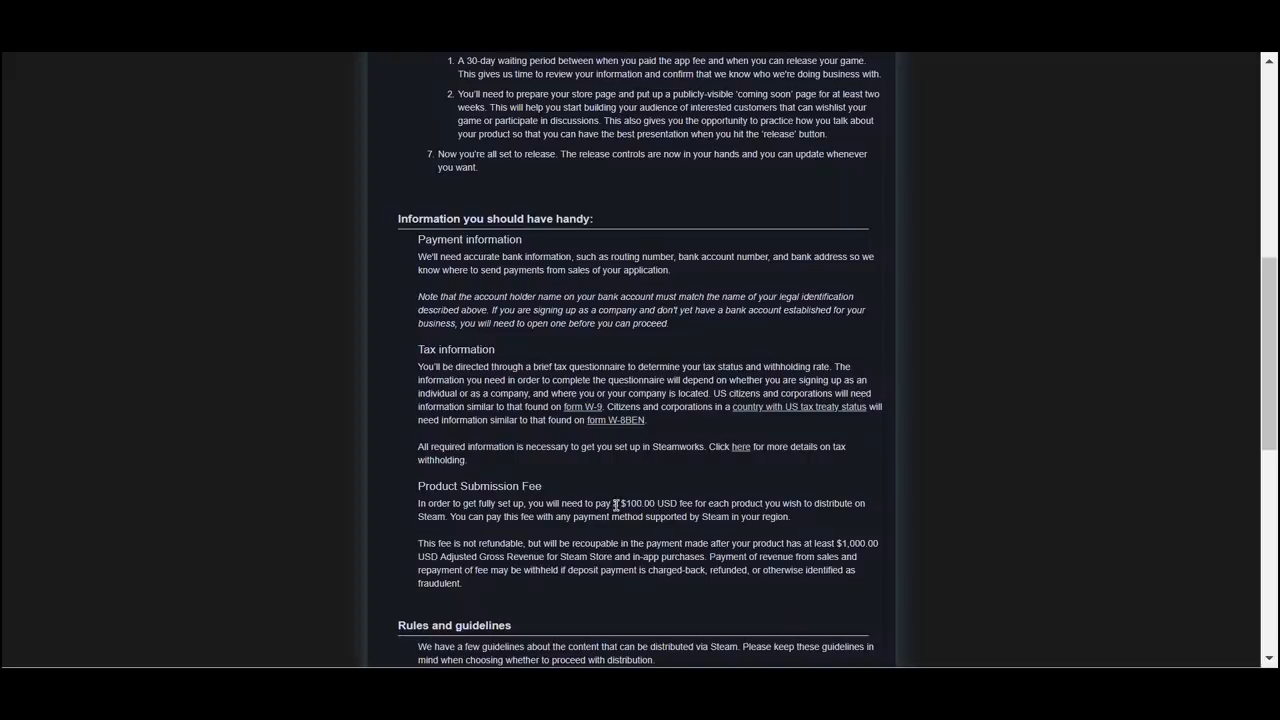 1. A 30-day waiting period between when you paid the app fee and when you can release your game.
This gives us time to review your information and confirm that we know who we're doing business with.
2. You'll need to prepare your store page and put up a publicly-visible 'coming soon' page for at least two
weeks. This will help you start building your audience of interested customers that can wishlist your
game or participate in discussions. This also gives you the opportunity to practice how you talk about
your product so that you can have the best presentation when you hit the 'release' button.
7. Now you're all set to release. The release controls are now in your hands and you can update whenever
you want.
Information you should have handy:
Payment information
We'll need accurate bank information, such as routing number, bank account number, and bank address so we
know where to send payments from sales of your application.
Note that the account holder name on your bank account must match the name of your legal identification
described above. If you are signing up as a company and don't yet have a bank account established for your
business, you will need to open one before you can proceed.
Tax information
You'll be directed through a brief tax questionnaire to determine your tax status and withholding rate. The
information you need in order to complete the questionnaire will depend on whether you are signing up as an
individual or as a company, and where you or your company is located. US citizens and corporations will need
information similar to that found on form W-9. Citizens and corporations in a country with US tax treaty status will
need information similar to that found on form W-8BEN.
All required information is necessary to get you set up in Steamworks. Click here for more details on tax
withholding.
Product Submission Fee
In order to get fully set up, you will need to pay $100.00 USD fee for each product you wish to distribute on
Steam. You can pay this fee with any payment method supported by Steam in your region.
This fee is not refundable, but will be recoupable in the payment made after your product has at least $1,000.00
USD Adjusted Gross Revenue for Steam Store and in-app purchases. Payment of revenue from sales and
repayment of fee may be withheld if deposit payment is charged-back, refunded, or otherwise identified as
fraudulent.
Rules and guidelines
We have a few guidelines about the content that can be distributed via Steam. Please keep these guidelines in
mind when choosing whether to proceed with distribution.